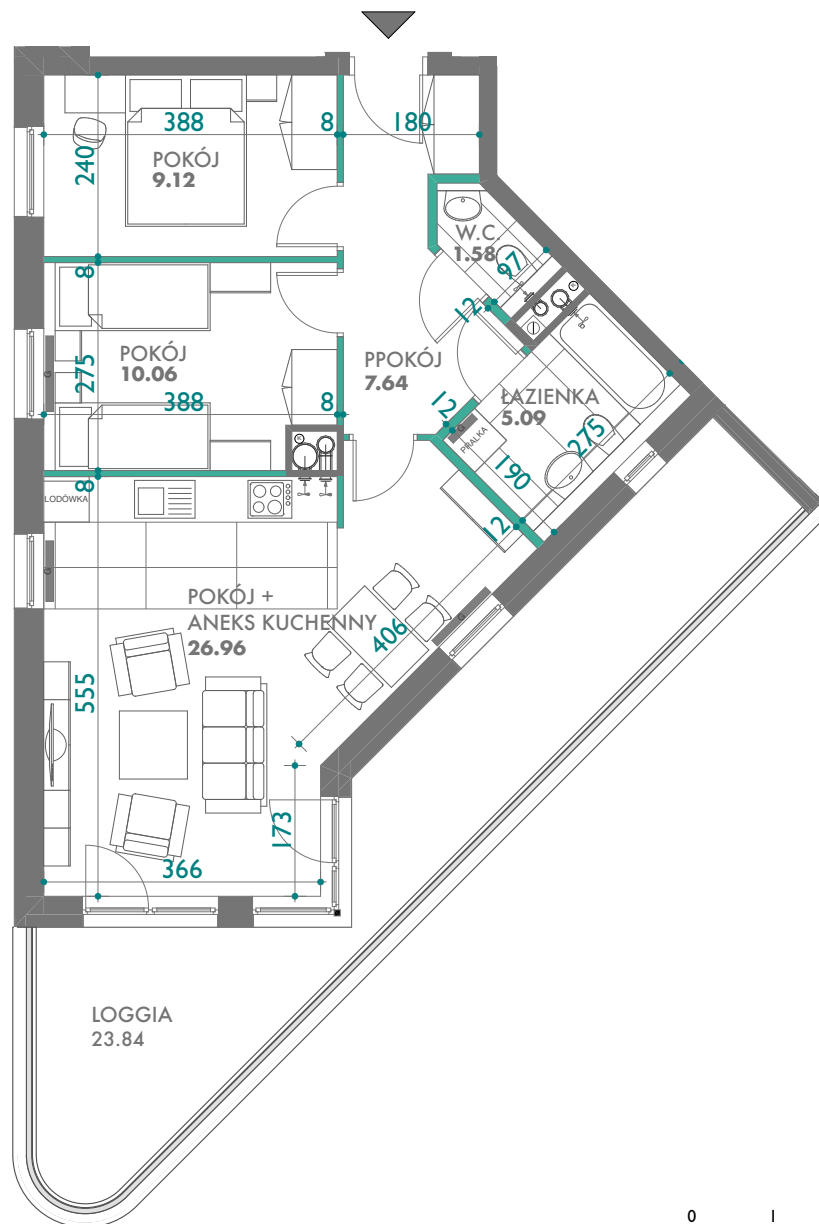 388
8
180
240
POKÓJ
9.12
W.C.
1.58
97
8
12
K
275
POKÓJ
10.06
388
8
G
PPOKÓJ
7.64
ŁAZIENKA
5.09
12
G
PRALKA
275
190
K
8
LODÓWKA
12
G
POKÓJ +
ANEKS KUCHENNY
26.96
406
G
555
173
366
LOGGIA
23.84
0 1